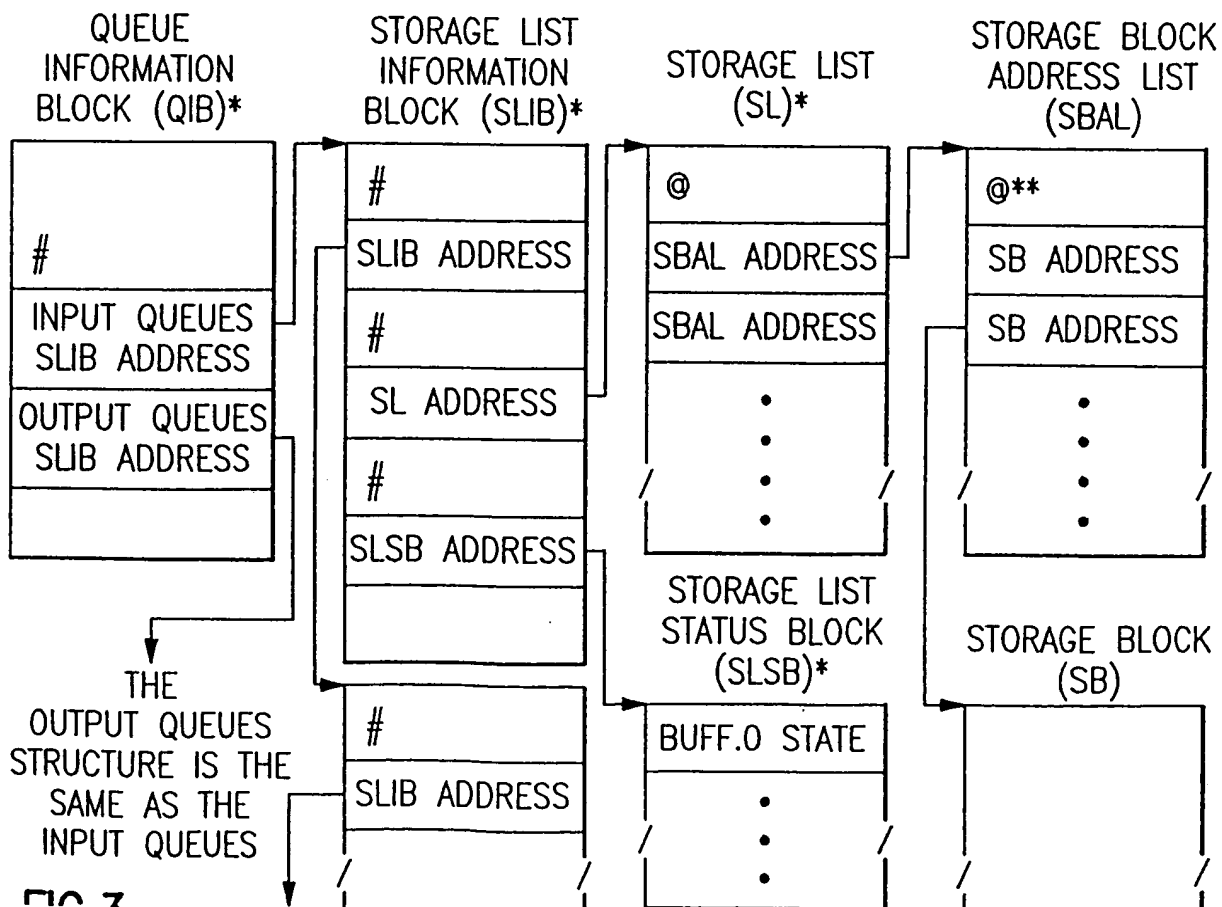 QUEUE
INFORMATION
BLOCK (QIB)*
#
INPUT QUEUES
SLIB ADDRESS
OUTPUT QUEUES
SLIB ADDRESS
THE
OUTPUT QUEUES
STRUCTURE IS THE
SAME AS THE
INPUT QUEUES
STORAGE LIST
INFORMATION
BLOCK (SLIB)*
#
SLIB ADDRESS
#
SL ADDRESS
#
SLSB ADDRESS
#
SLIB ADDRESS
STORAGE LIST
(SL)*
@
SBAL ADDRESS
SBAL ADDRESS
STORAGE LIST
STATUS BLOCK
(SLSB)*
BUFF.0 STATE
STORAGE BLOCK
ADDRESS LIST
(SBAL)
@**
SB ADDRESS
SB ADDRESS
STORAGE BLOCK
(SB)